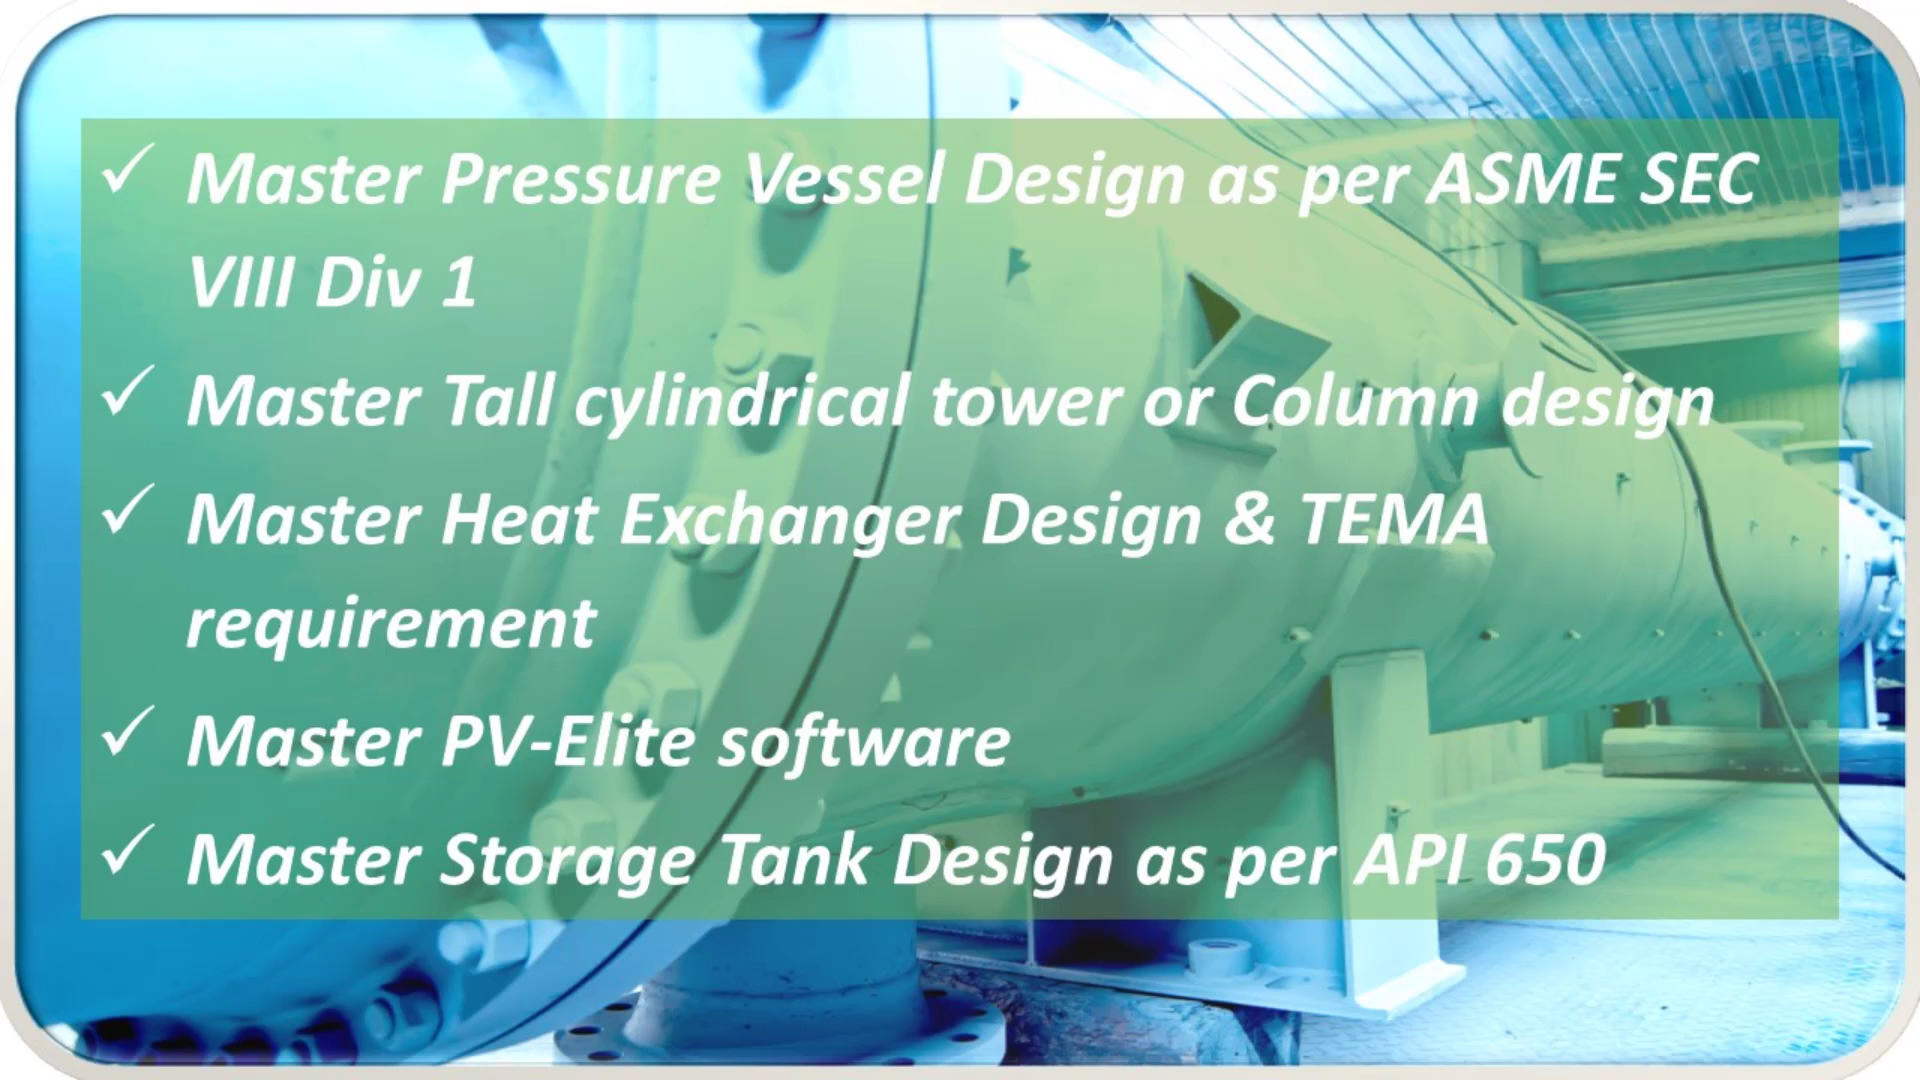 ✓ Master Pressure Vessel Design as per ASME SEC
VIII Div 1
✓ Master Tall cylindrical tower or Column design
✓ Master Heat Exchanger Design & TEMA
requirement
✓ Master PV-Elite software
✓ Master Storage Tank Design as per API 650